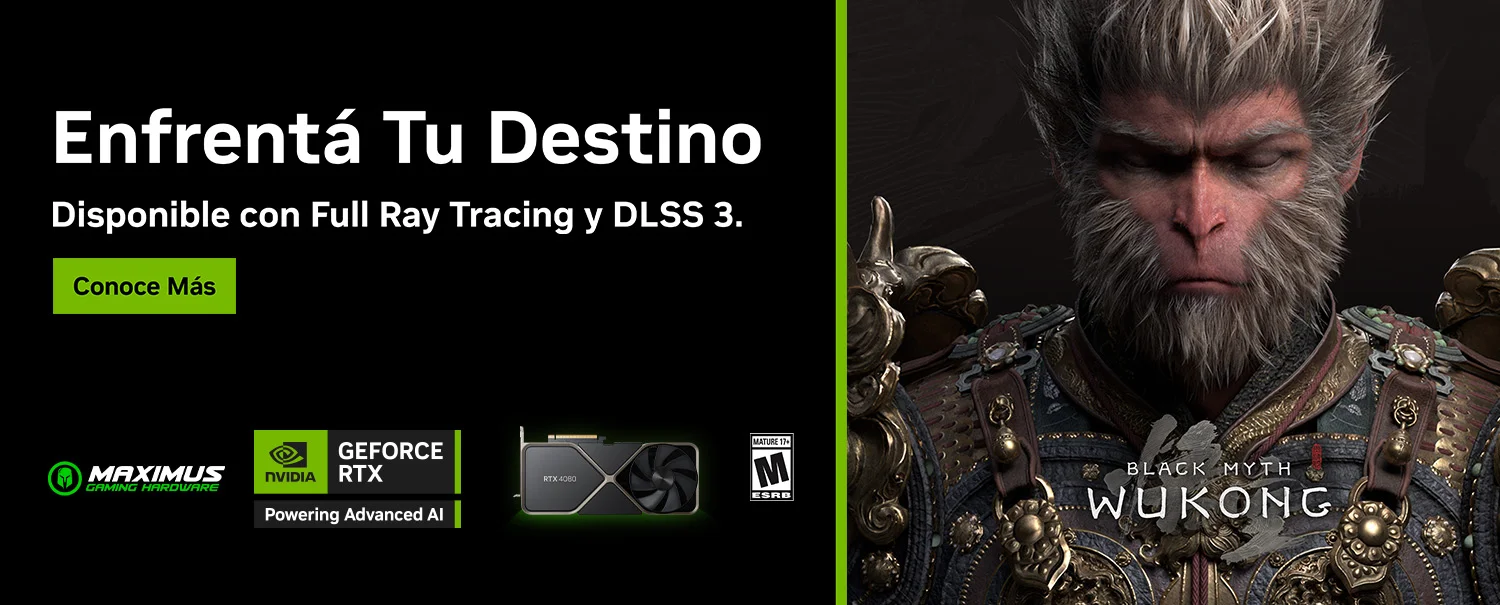 Enfrentá Tu Destino
Disponible con Full Ray Tracing y DLSS 3.
Conoce Más
MAXIMUS
GAMING HARDWARE
NVIDIA
GEFORCE
RTX
Powering Advanced AI
RTX 4080
MATURE 17+
M
ESRB
BLACK MYTH
WUKONG